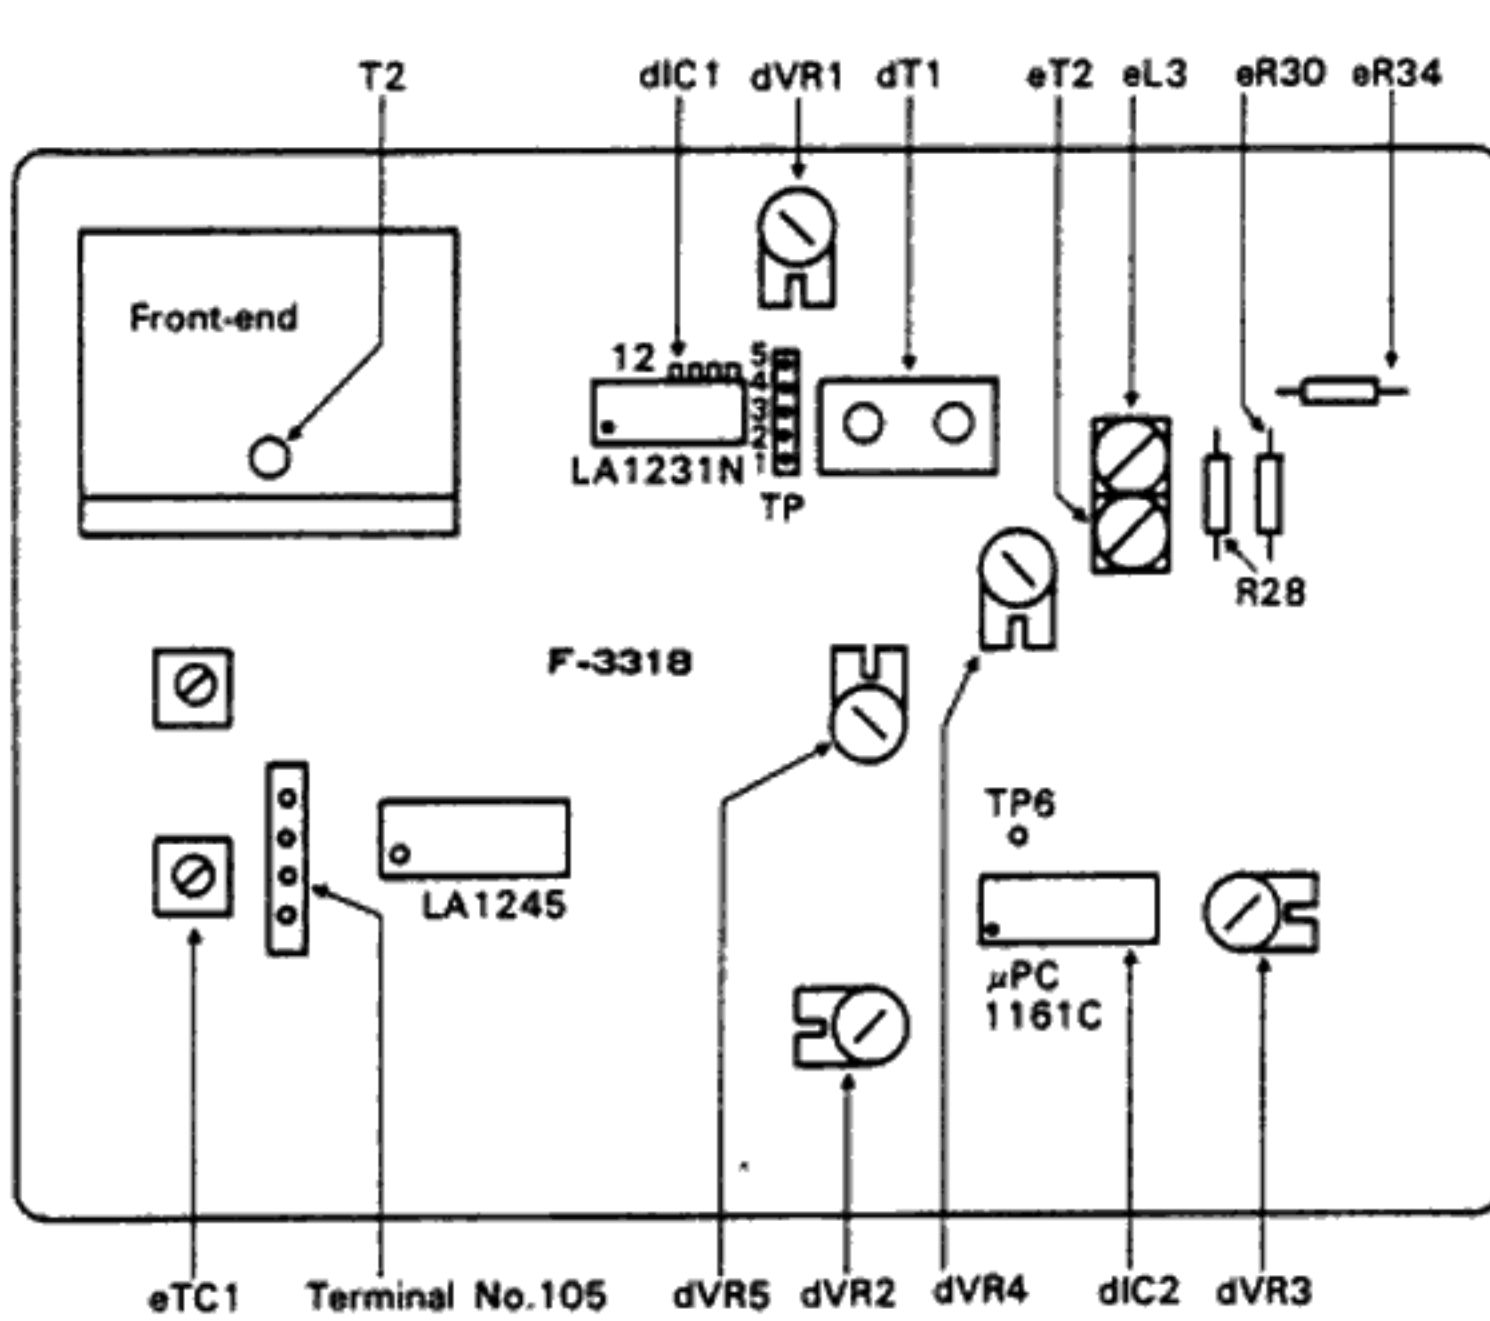 T2 dIC1 dVR1 dT1 eT2 eL3 eR30 eR34
Front-end
12
5
4
3
2
1
LA1231N
TP
R28
F-3318
TP6
LA1245
μPC
1161C
eTC1 Terminal No.105 dVR5 dVR2 dVR4 dIC2 dVR3